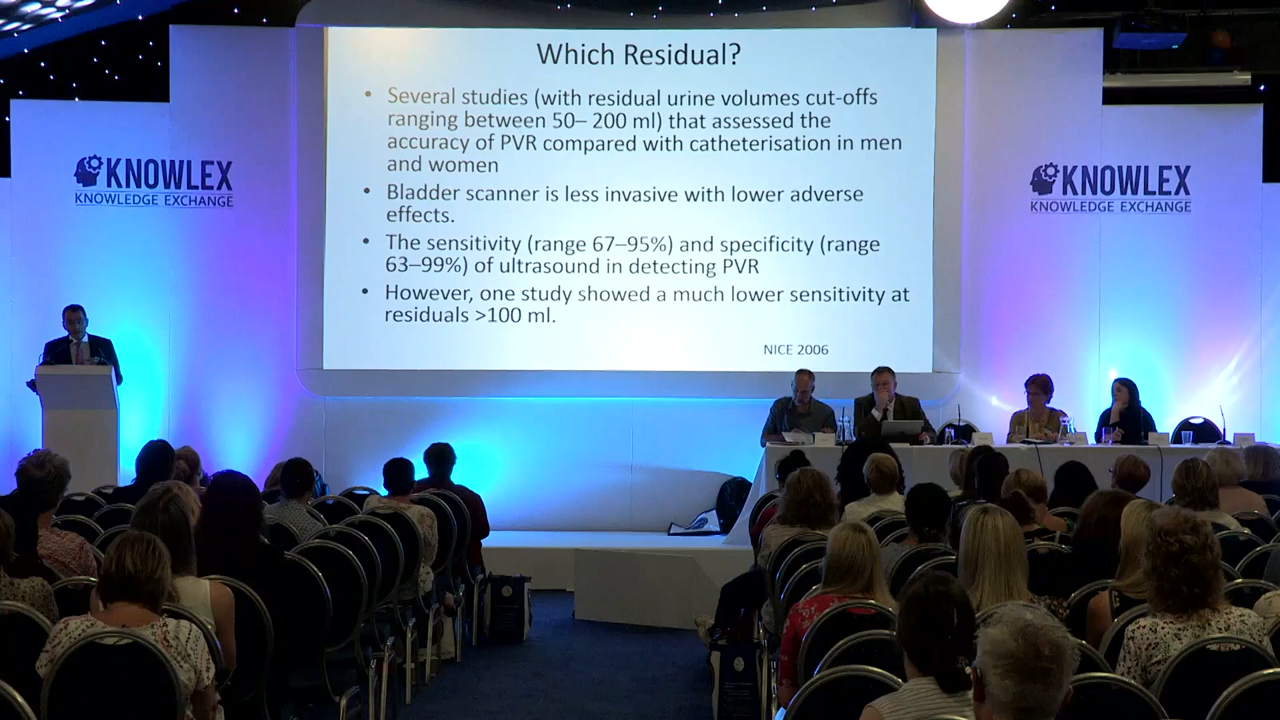 Which Residual?
• Several studies (with residual urine volumes cut-offs
ranging between 50– 200 ml) that assessed the
accuracy of PVR compared with catheterisation in men
and women
• Bladder scanner is less invasive with lower adverse
effects.
• The sensitivity (range 67–95%) and specificity (range
63–99%) of ultrasound in detecting PVR
• However, one study showed a much lower sensitivity at
residuals >100 ml.
NICE 2006
KNOWLEX
KNOWLEDGE EXCHANGE
KNOWLEX
KNOWLEDGE EXCHANGE